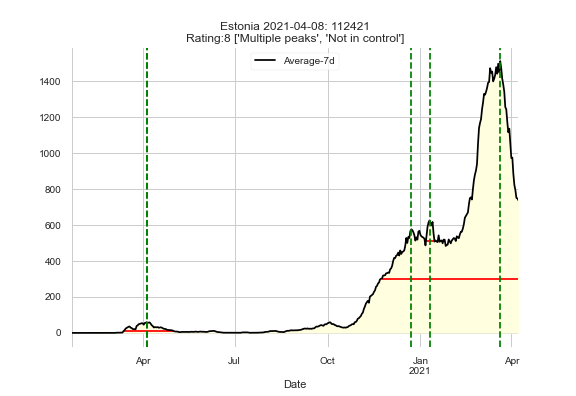 Estonia 2021-04-08: 112421
Rating:8 ['Multiple peaks', 'Not in control']
Average-7d
1400
1200
1000
800
600
400
200
0
Apr Jul Oct Jan Apr
2021
Date